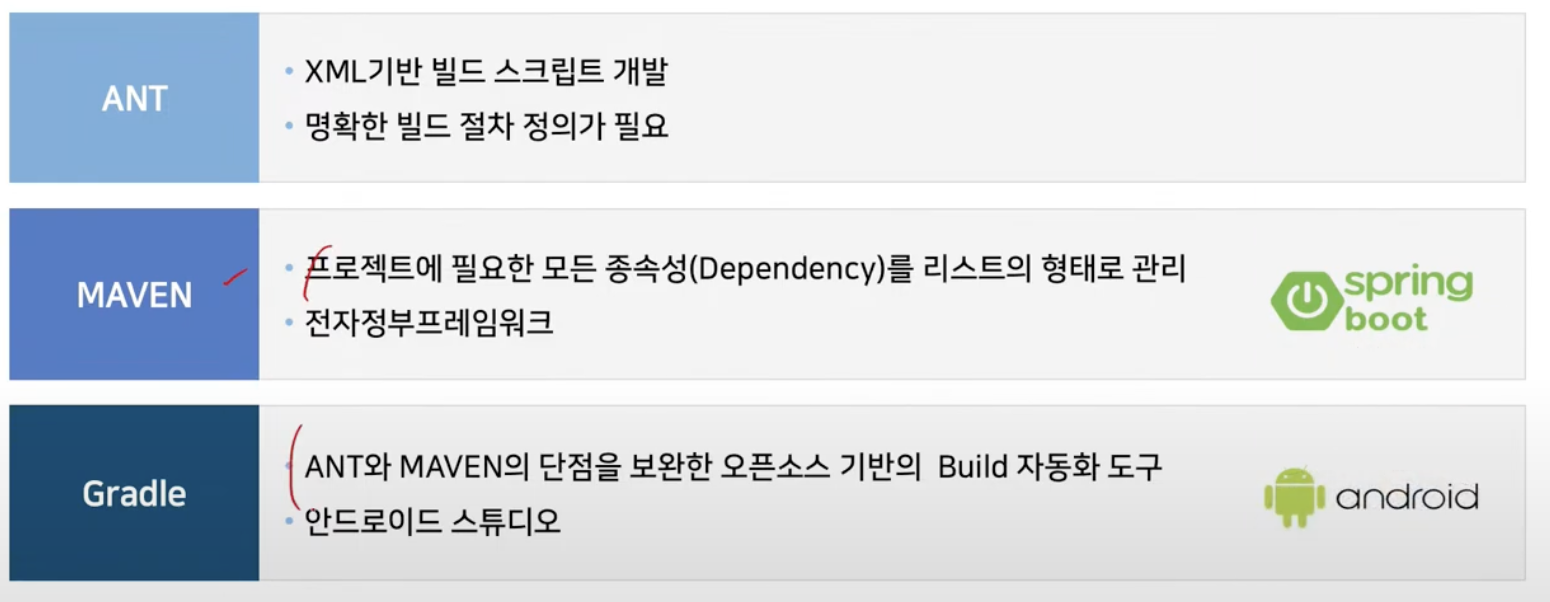 ANT
• XML기반 빌드 스크립트 개발
• 명확한 빌드 절차 정의가 필요
MAVEN
• 프로젝트에 필요한 모든 종속성(Dependency)를 리스트의 형태로 관리
• 전자정부프레임워크
spring
boot
Gradle
• ANT와 MAVEN의 단점을 보완한 오픈소스 기반의 Build 자동화 도구
• 안드로이드 스튜디오
android